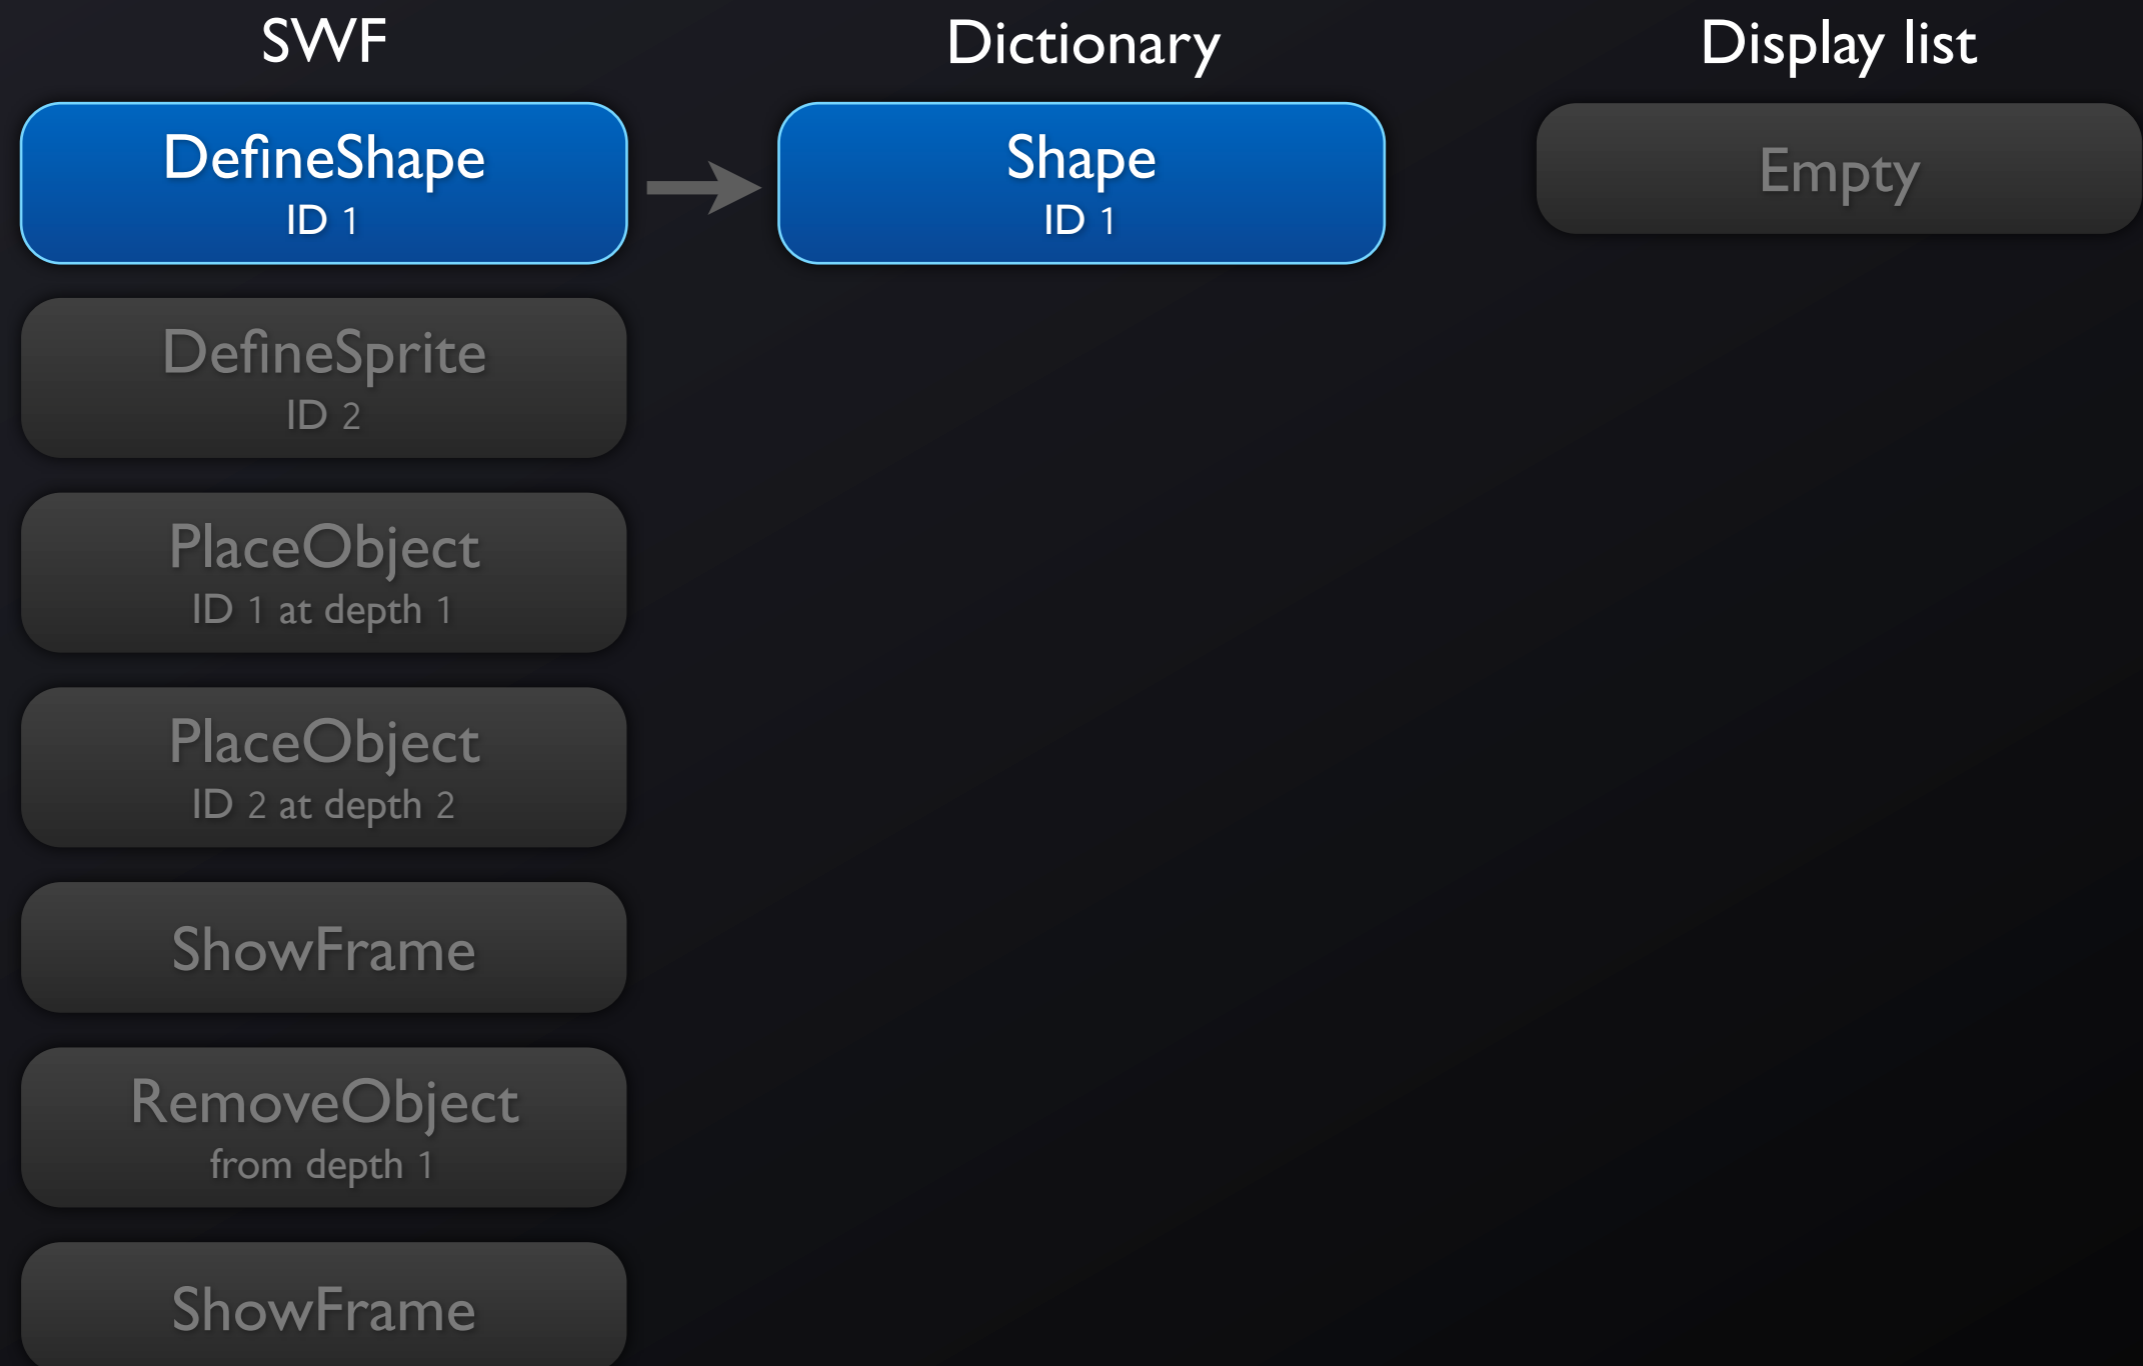 SWF
Dictionary
Display list
DefineShape
ID 1
Shape
ID 1
Empty
DefineSprite
ID 2
PlaceObject
ID 1 at depth 1
PlaceObject
ID 2 at depth 2
ShowFrame
RemoveObject
from depth 1
ShowFrame